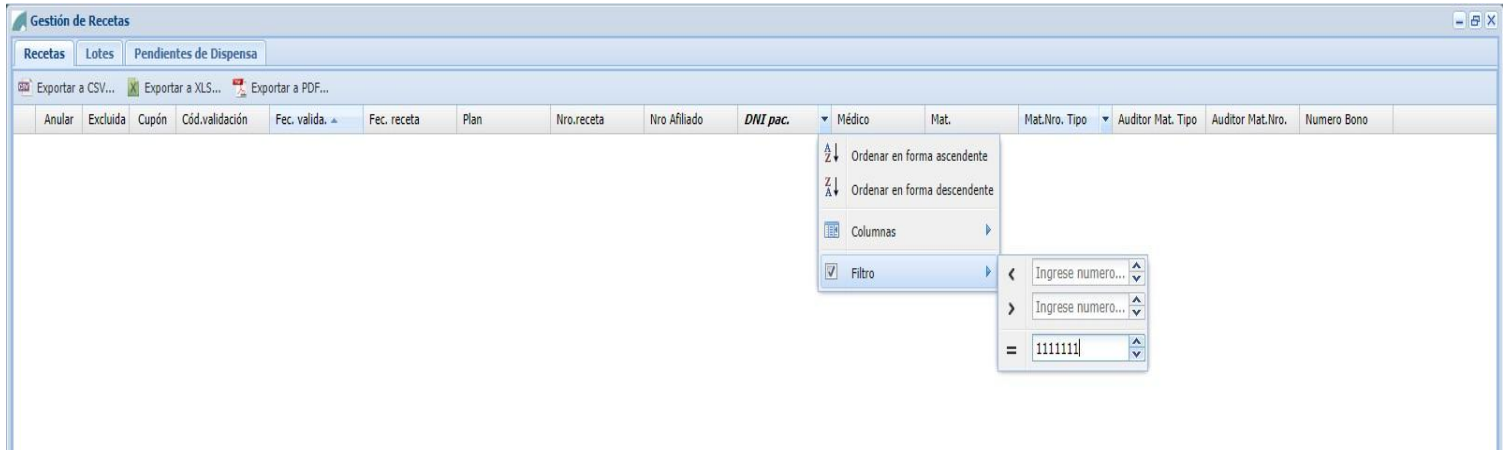 Gestión de Recetas
Recetas Lotes Pendientes de Dispensa
Exportar a CSV... Exportar a XLS... Exportar a PDF...
Anular Excluida Cupón Cód.validación Fec. valida. Fec. receta Plan Nro.receta Nro Afiliado DNI pac. Médico Mat. Mat.Nro. Tipo Auditor Mat. Tipo Auditor Mat.Nro. Numero Bono
Ordenar en forma ascendente
Ordenar en forma descendente
Columnas
Filtro < Ingrese numero...
> Ingrese numero...
= 1111111